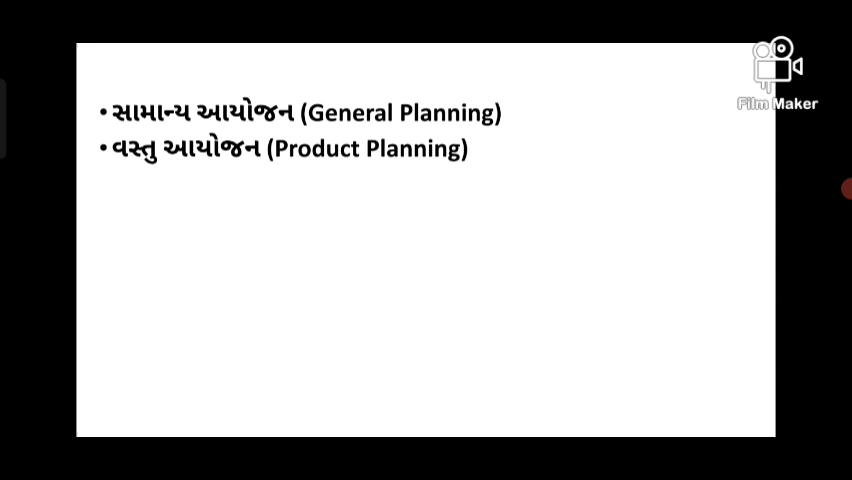 • સામાન્ય આયોજન (General Planning)
• વસ્તુ આયોજન (Product Planning)
Film Maker